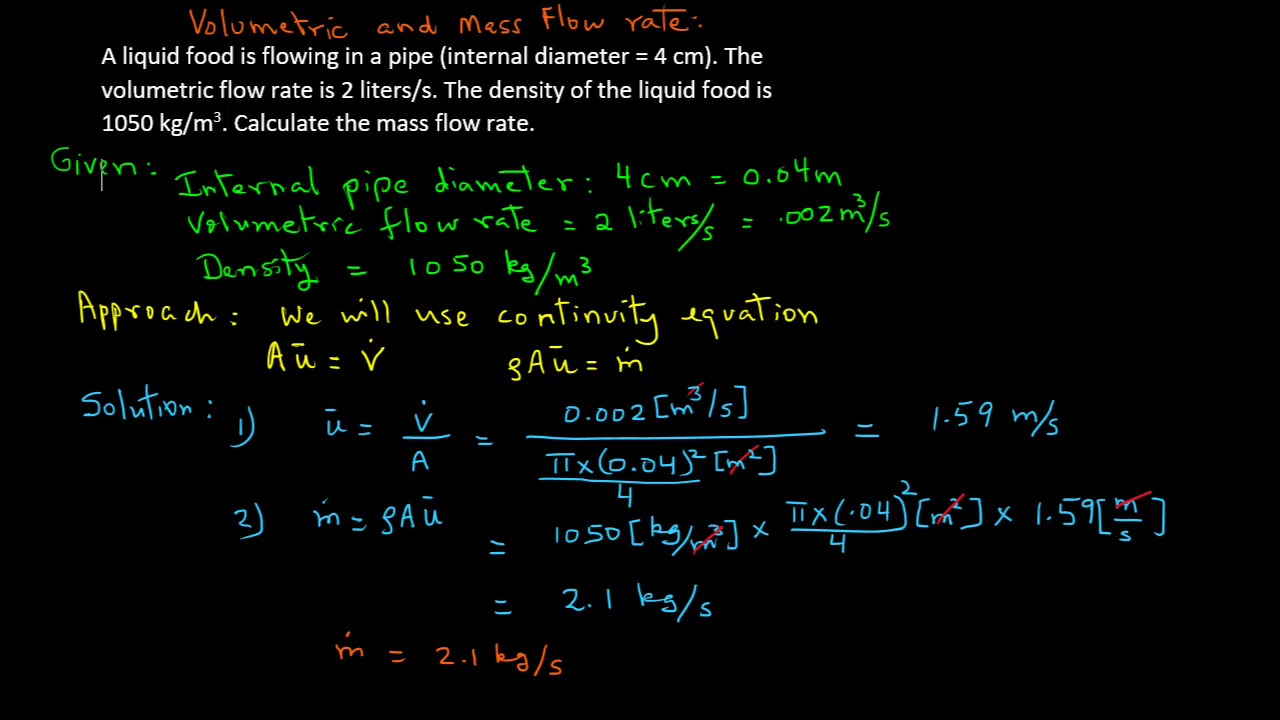 Volumetric and Mass Flow rate:
A liquid food is flowing in a pipe (internal diameter = 4 cm). The
volumetric flow rate is 2 liters/s. The density of the liquid food is
1050 kg/m³. Calculate the mass flow rate.
Given: Internal pipe diameter: 4cm = 0.04m
Volumetric flow rate = 2 liters/s = .002m³/s
Density = 1050 kg/m³
Approach: We will use continuity equation
Aū = V̇ ρAū = ṁ
Solution: 1) ū = V̇/A = 0.002[m³/s] / (π×(0.04)²/4 [m²]) = 1.59 m/s
2) ṁ = ρAū
= 1050[kg/m³] × π×(.04)²/4 [m²] × 1.59[m/s]
= 2.1 kg/s
ṁ = 2.1 kg/s